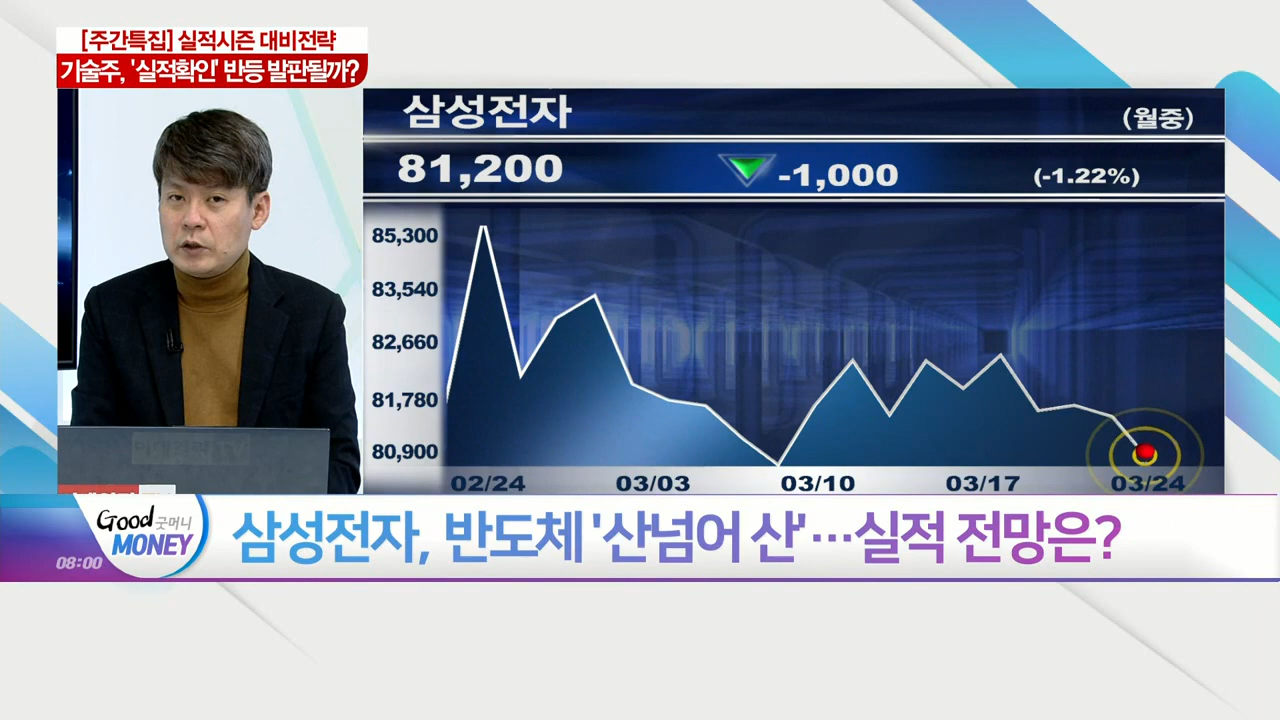 [주간특집] 실적시즌 대비전략
기술주, '실적확인' 반등 발판될까?
삼성전자
(월중)
81,200
-1,000
(-1.22%)
85,300
83,540
82,660
81,780
80,900
02/24
03/03
03/10
03/17
03/24
Good 굿머니
MONEY
08:00
삼성전자, 반도체 '산넘어 산'…실적 전망은?